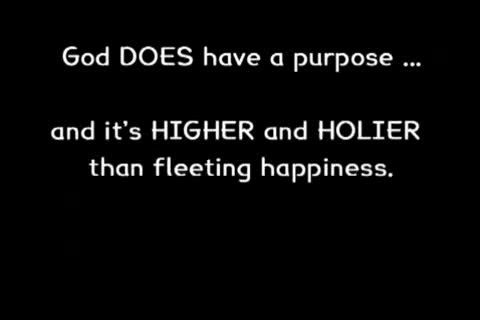 God DOES have a purpose ...
and it's HIGHER and HOLIER
than fleeting happiness.